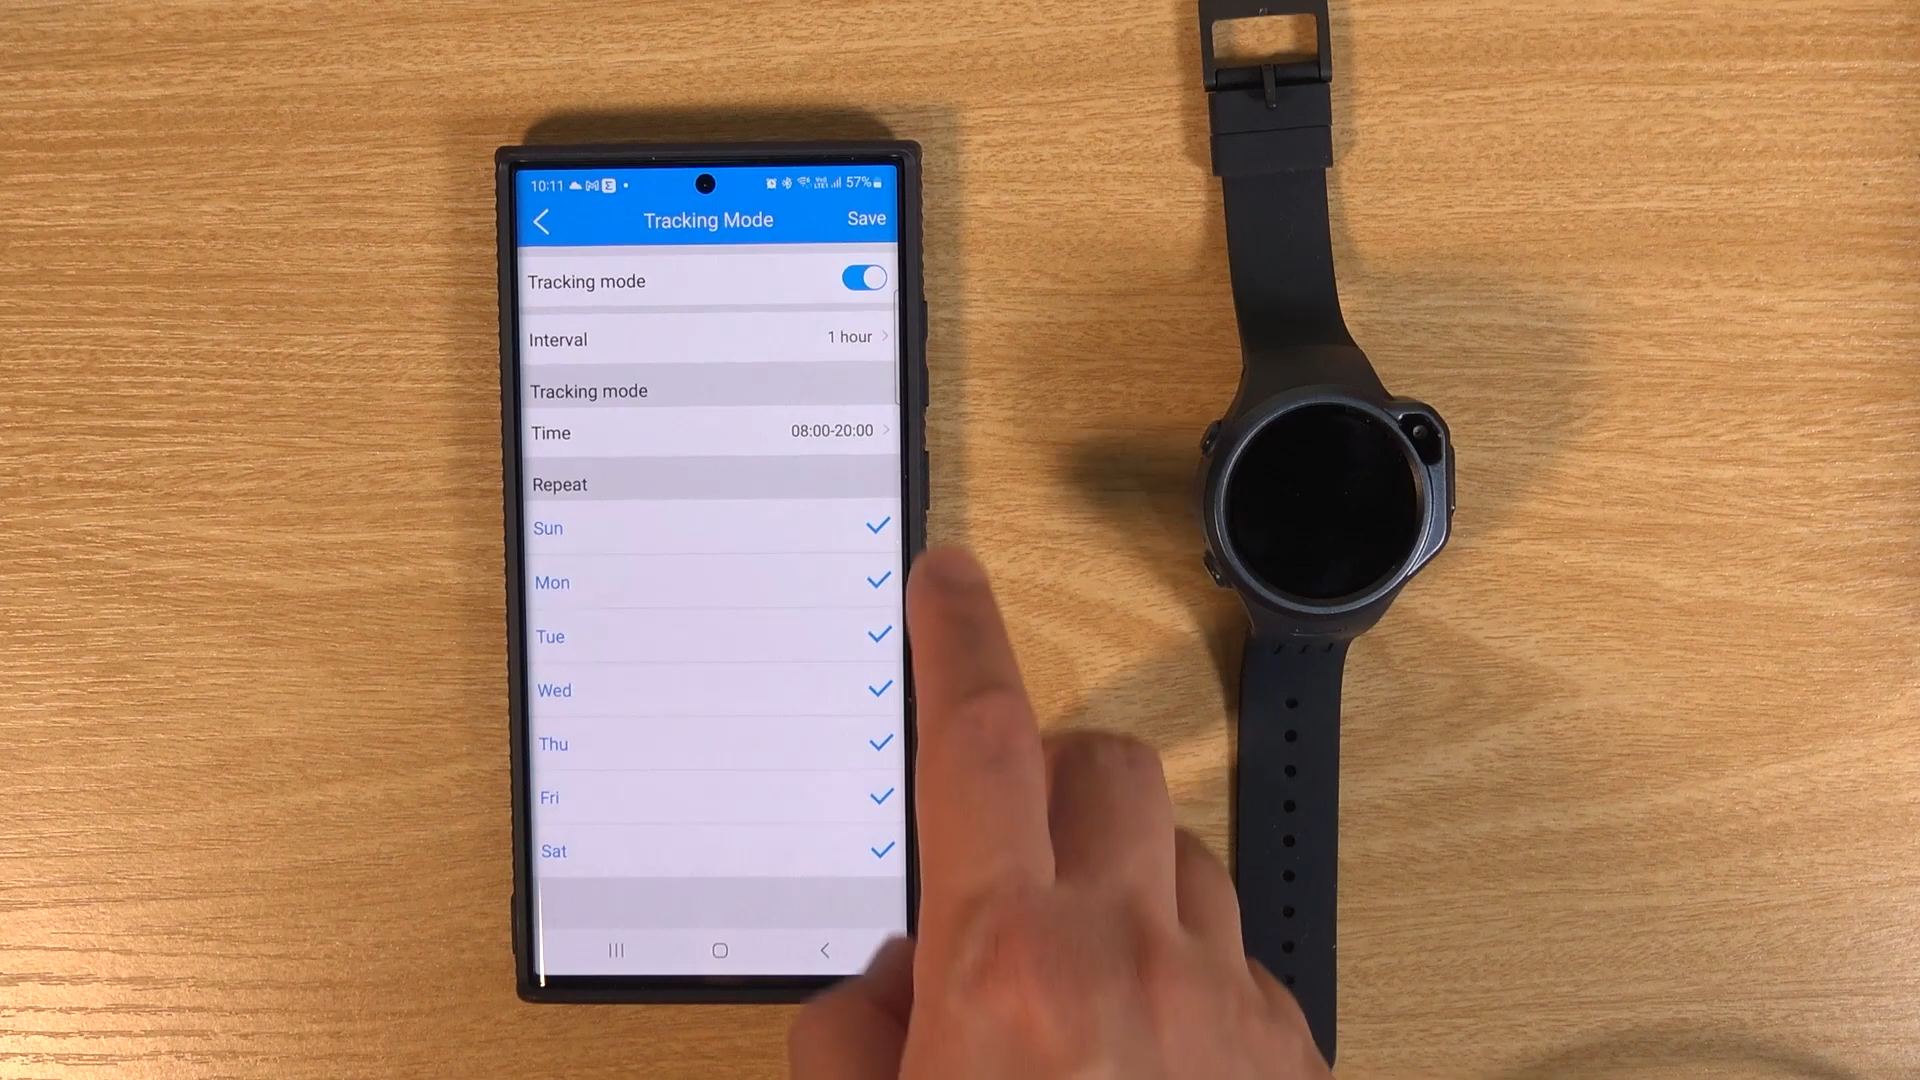 10:11 57%
Tracking Mode Save
Tracking mode
Interval 1 hour
Tracking mode
Time 08:00-20:00
Repeat
Sun
Mon
Tue
Wed
Thu
Fri
Sat